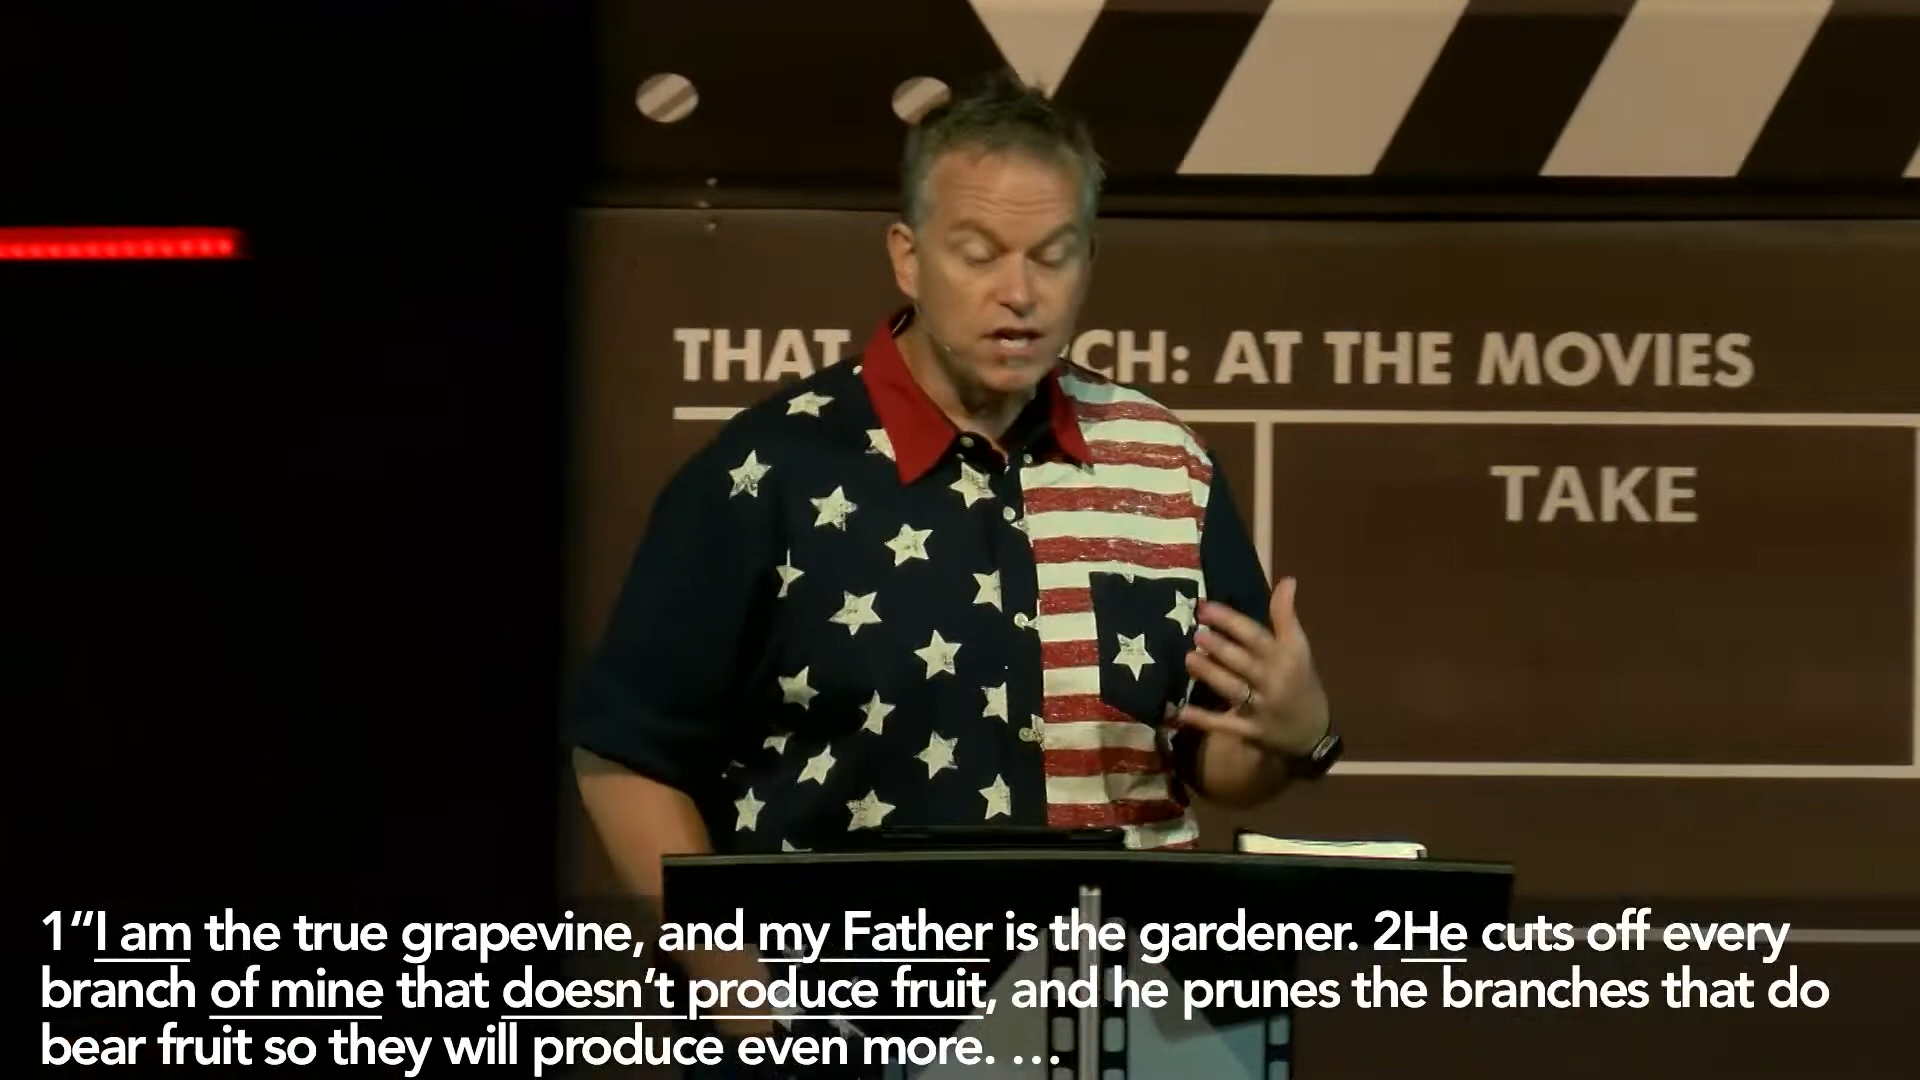 THAT CH: AT THE MOVIES
TAKE
1“I am the true grapevine, and my Father is the gardener. 2He cuts off every
branch of mine that doesn’t produce fruit, and he prunes the branches that do
bear fruit so they will produce even more. …